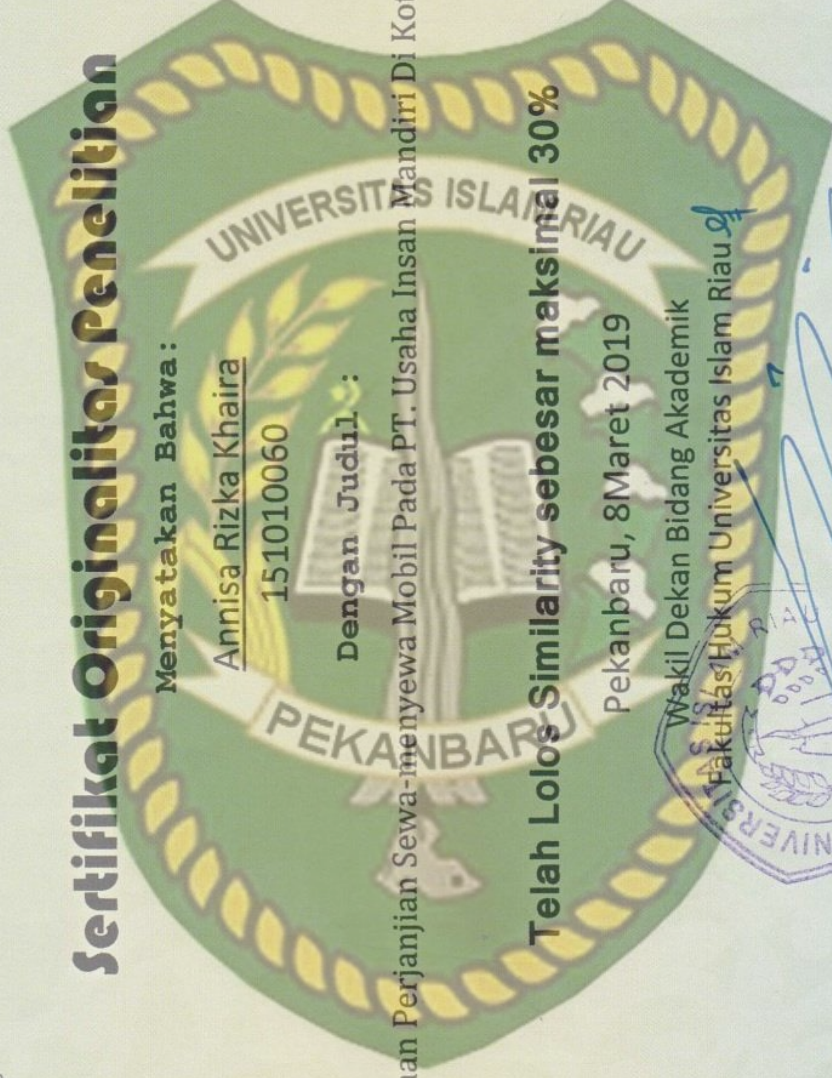 Sertifikat Originalitas Penelitian
Menyatakan Bahwa:
Annisa Rizka Khaira
151010060
Dengan Judul :
Perjanjian Sewa-menyewa Mobil Pada PT. Usaha Insan Mandiri Di
Telah Lolos Similarity sebesar maksimal 30%
Pekanbaru, 8Maret 2019
Wakil Dekan Bidang Akademik
Fakultas Hukum Universitas Islam Riau
UNIVERSITAS ISLAM RIAU
PEKANBARU